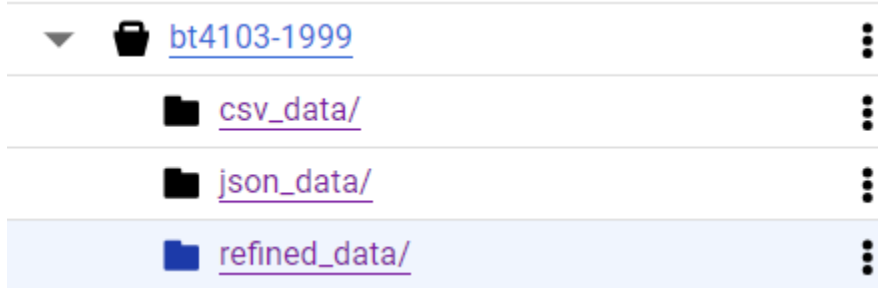 bt4103-1999
csv_data/
json_data/
refined_data/